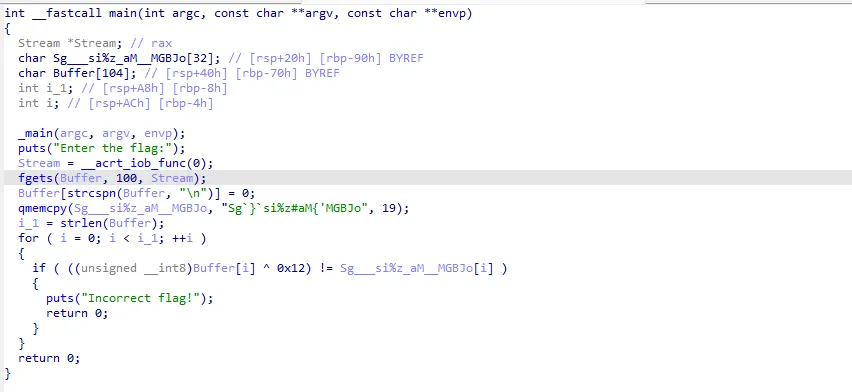 int __fastcall main(int argc, const char **argv, const char **envp)
{
  Stream *Stream; // rax
  char Sg___si%z_aM__MGBJo[32]; // [rsp+20h] [rbp-90h] BYREF
  char Buffer[104]; // [rsp+40h] [rbp-70h] BYREF
  int i_1; // [rsp+A8h] [rbp-8h]
  int i; // [rsp+ACh] [rbp-4h]

  _main(argc, argv, envp);
  puts("Enter the flag:");
  Stream = __acrt_iob_func(0);
  fgets(Buffer, 100, Stream);
  Buffer[strcspn(Buffer, "\n")] = 0;
  qmemcpy(Sg___si%z_aM__MGBJo, "Sg`}`si%z#aM{'MGBJo", 19);
  i_1 = strlen(Buffer);
  for ( i = 0; i < i_1; ++i )
  {
    if ( ((unsigned __int8)Buffer[i] ^ 0x12) != Sg___si%z_aM__MGBJo[i] )
    {
      puts("Incorrect flag!");
      return 0;
    }
  }
  return 0;
}